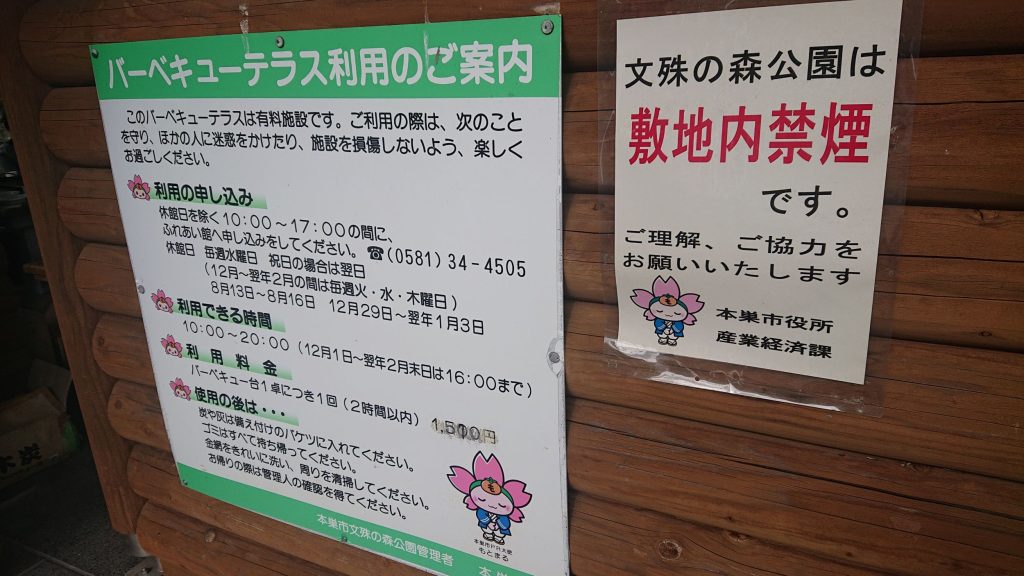 バーベキューテラス利用のご案内
このバーベキューテラスは有料施設です。ご利用の際は、次のこと
を守り、ほかの人に迷惑をかけたり、施設を損傷しないよう、楽しく
お過ごしください。
利用の申し込み
休館日を除く10:00～17:00の間に、
ふれあい館へ申し込みをしてください。☎(0581)34-4505
休館日 毎週水曜日 祝日の場合は翌日
(12月～翌年2月の間は毎週火・水・木曜日)
8月13日～8月16日 12月29日～翌年1月3日
利用できる時間
10:00～20:00(12月1日～翌年2月末日は16:00まで)
利用料金
バーベキュー台1卓につき1回(2時間以内) 1,500円
使用の後は・・・
炭や灰は備え付けのバケツに入れてください。
ゴミはすべて持ち帰ってください。
金網をきれいに洗い、周りを清掃してください。
お帰りの際は管理人の確認を得てください。
本巣市PR大使
もとまる
本巣市文殊の森公園管理者 本
文殊の森公園は
敷地内禁煙
です。
ご理解、ご協力を
お願いいたします
本巣市役所
産業経済課
木炭